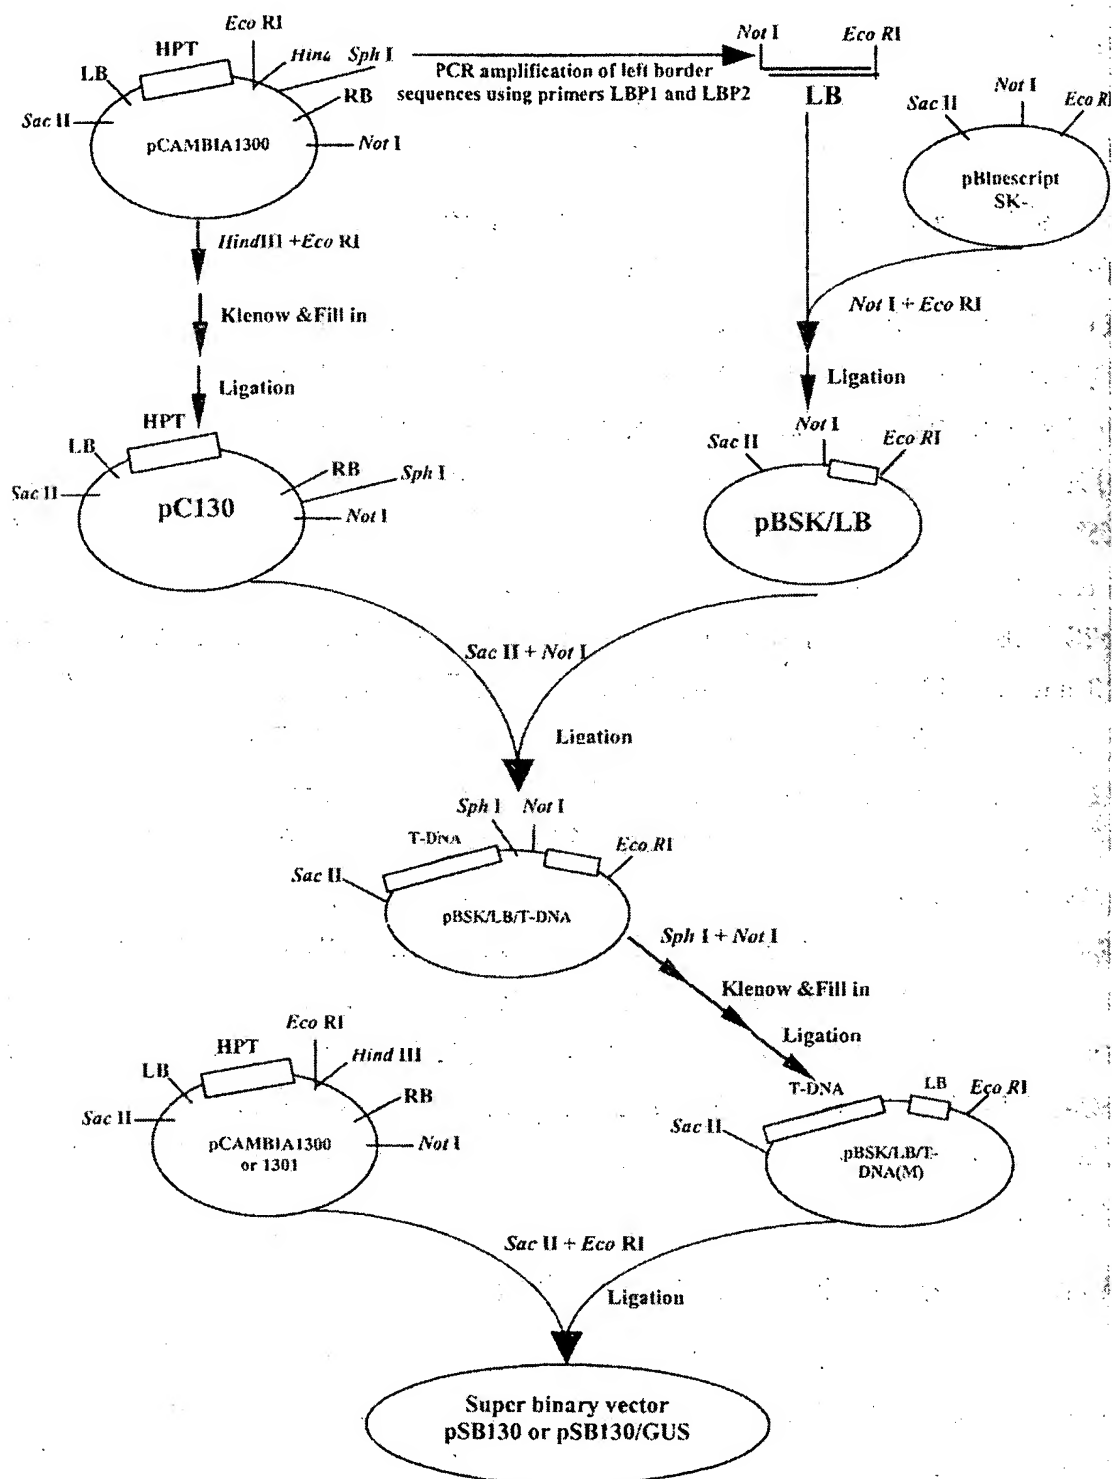 Eco RI
HPT
Hind
Sph I
LB
RB
Sac II
pCAMBIA1300
Not I
PCR amplification of left border
sequences using primers LBP1 and LBP2
Not I
Eco RI
LB
Sac II
Not I
Eco RI
pBluescript
SK-
HindIII +Eco RI
Klenow &Fill in
Ligation
Not I + Eco RI
Ligation
HPT
LB
RB
Sph I
Sac II
pC130
Not I
Not I
Sac II
Eco RI
pBSK/LB
Sac II + Not I
Ligation
Sph I
Not I
T-DNA
Eco RI
Sac II
pBSK/LB/T-DNA
Sph I + Not I
Klenow &Fill in
Ligation
Eco RI
HPT
Hind III
LB
RB
Sac II
pCAMBIA1300
or 1301
Not I
T-DNA
LB
Eco RI
Sac II
pBSK/LB/T-
DNA(M)
Sac II + Eco RI
Ligation
Super binary vector
pSB130 or pSB130/GUS